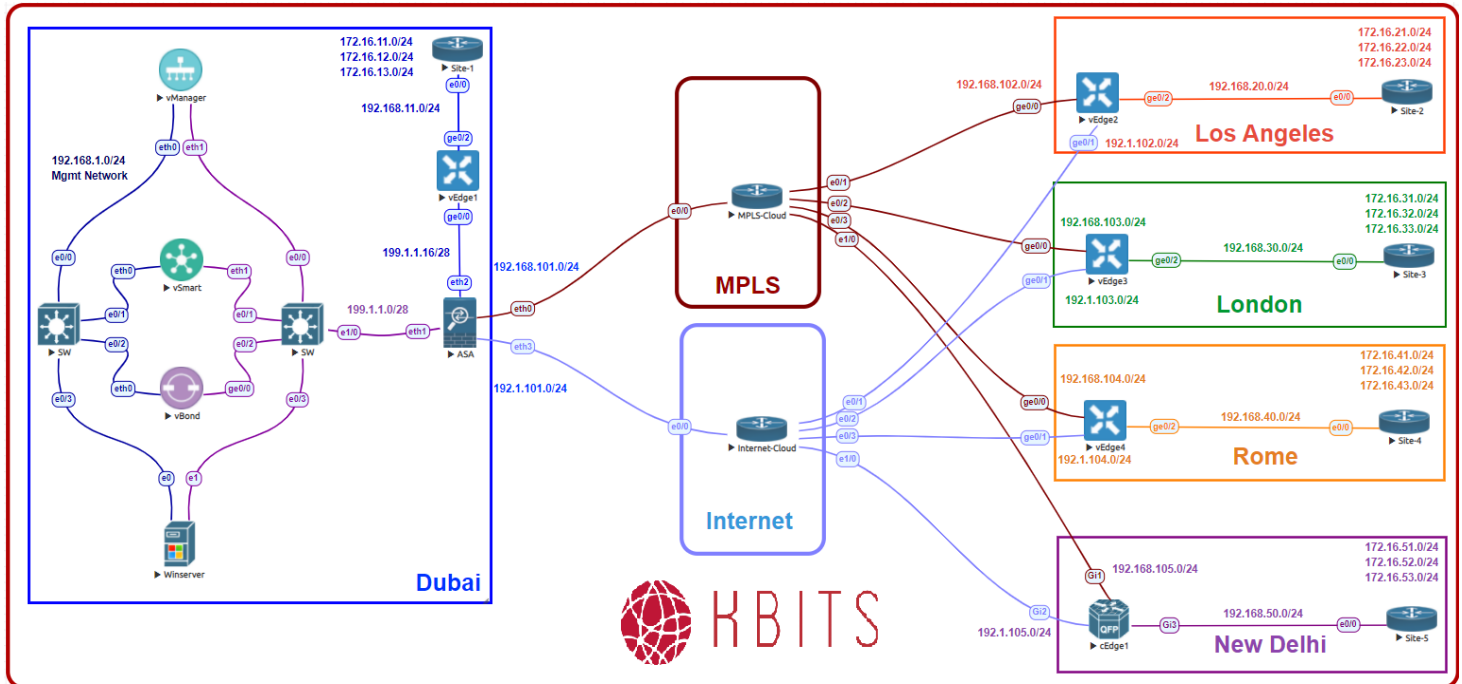 vManager
eth0
eth1
192.168.1.0/24
Mgmt Network
e0/0
e0/0
vSmart
eth0
eth1
e0/1
e0/1
SW
SW
e0/2
e0/2
vBond
eth0
ge0/0
e0/3
e0/3
e0
e1
Winserver
199.1.1.0/28
e1/0
eth1
172.16.11.0/24
172.16.12.0/24
172.16.13.0/24
Site-1
e0/0
192.168.11.0/24
ge0/2
vEdge1
ge0/0
199.1.1.16/28
eth2
ASA
192.168.101.0/24
eth0
eth3
192.1.101.0/24
Dubai
e0/0
MPLS-Cloud
e0/1
e0/2
e0/3
e1/0
MPLS
e0/0
Internet-Cloud
e0/1
e0/2
e0/3
e1/0
Internet
KBITS
192.168.102.0/24
ge0/0
vEdge2
ge0/1
192.1.102.0/24
ge0/2
192.168.20.0/24
e0/0
Site-2
172.16.21.0/24
172.16.22.0/24
172.16.23.0/24
Los Angeles
192.168.103.0/24
ge0/0
vEdge3
ge0/1
192.1.103.0/24
ge0/2
192.168.30.0/24
e0/0
Site-3
172.16.31.0/24
172.16.32.0/24
172.16.33.0/24
London
192.168.104.0/24
ge0/0
vEdge4
ge0/1
192.1.104.0/24
ge0/2
192.168.40.0/24
e0/0
Site-4
172.16.41.0/24
172.16.42.0/24
172.16.43.0/24
Rome
Gi1
192.168.105.0/24
Gi2
192.1.105.0/24
QFP
cEdge1
Gi3
192.168.50.0/24
e0/0
Site-5
172.16.51.0/24
172.16.52.0/24
172.16.53.0/24
New Delhi